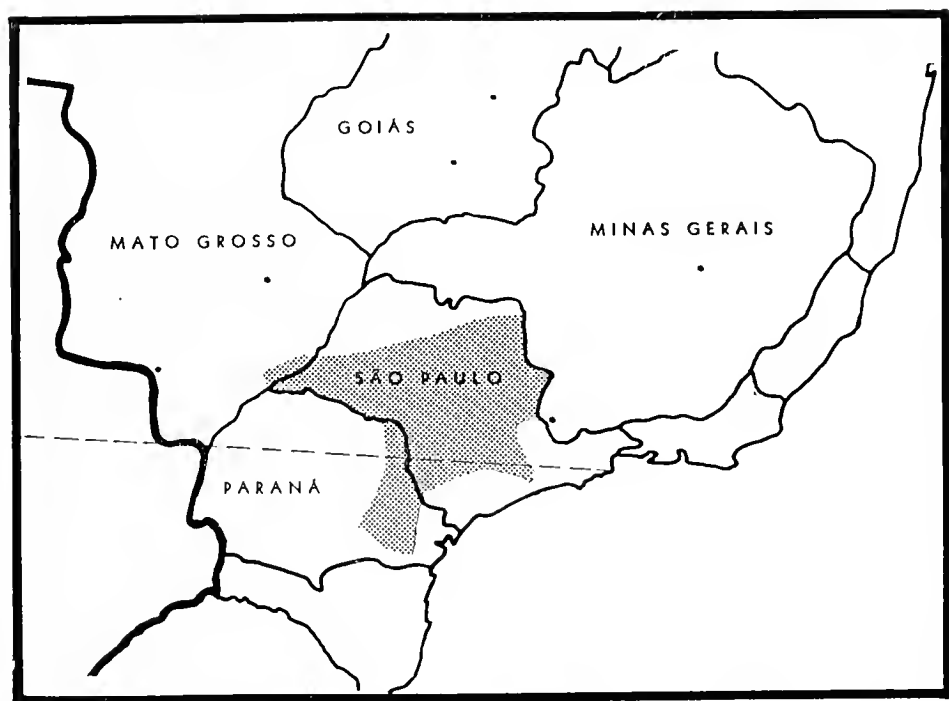 GOIÁS
MINAS GERAIS
MATO GROSSO
SÃO PAULO
PARANÁ